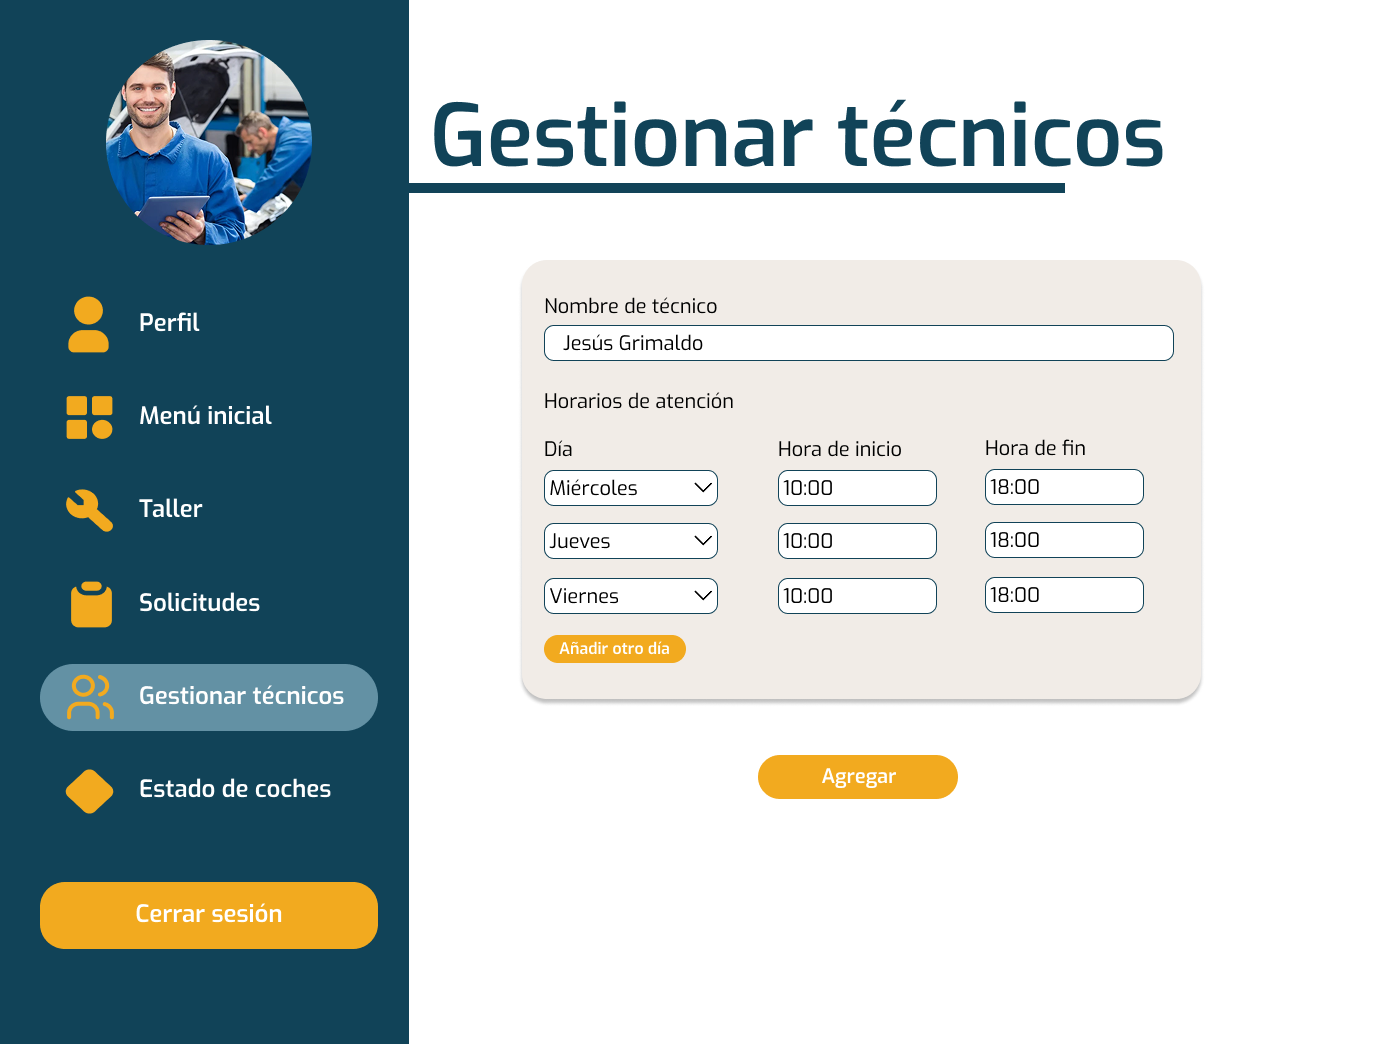 Gestionar técnicos
Perfil
Menú inicial
Taller
Solicitudes
Gestionar técnicos
Estado de coches
Cerrar sesión
Nombre de técnico
Jesús Grimaldo
Horarios de atención
Día Hora de inicio Hora de fin
Miércoles 10:00 18:00
Jueves 10:00 18:00
Viernes 10:00 18:00
Añadir otro día
Agregar